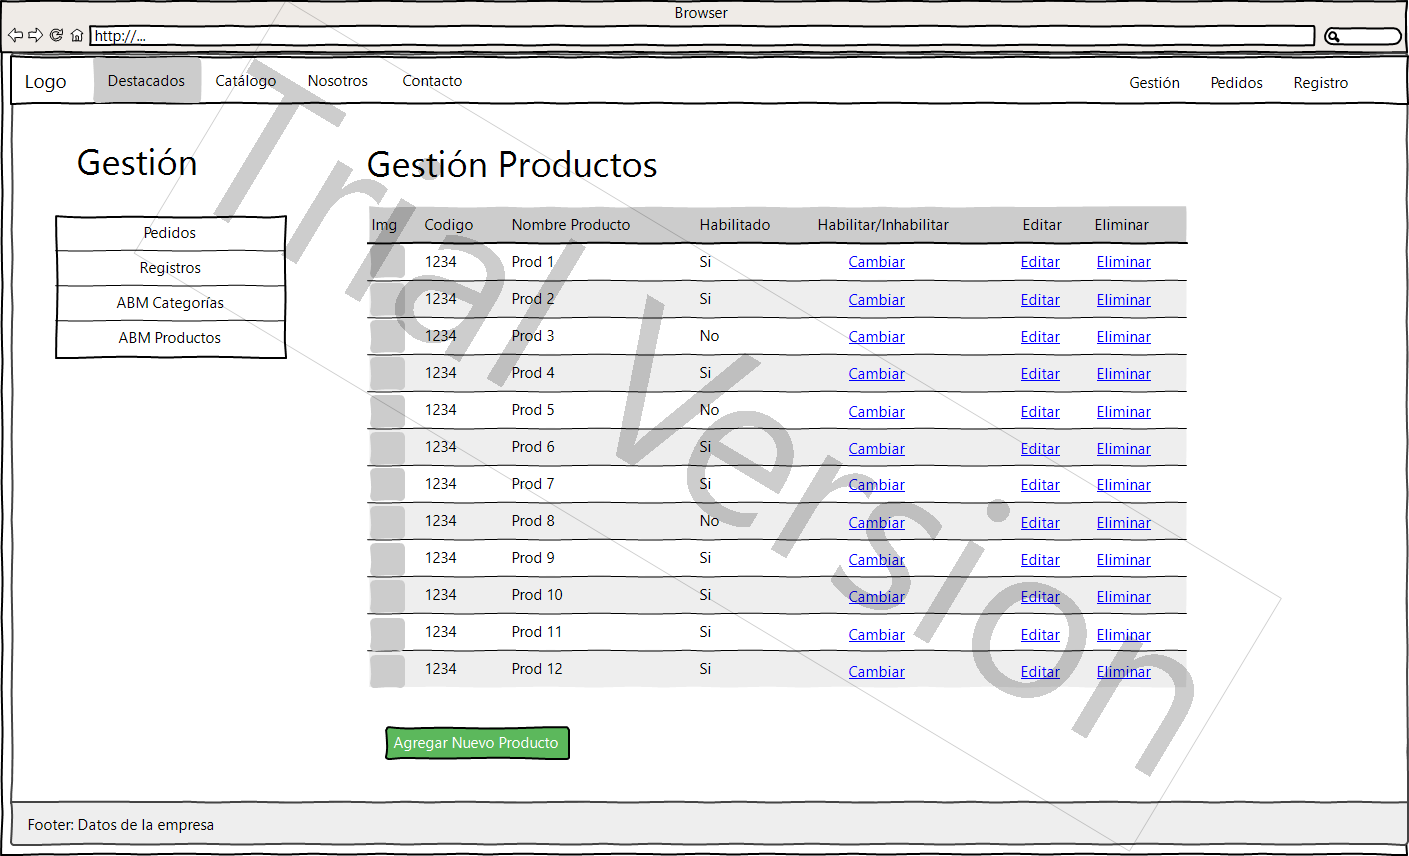 Browser
http://...
Logo Destacados Catálogo Nosotros Contacto Gestión Pedidos Registro
Gestión
Pedidos
Registros
ABM Categorías
ABM Productos
Gestión Productos
Img Codigo Nombre Producto Habilitado Habilitar/Inhabilitar Editar Eliminar
1234 Prod 1 Si Cambiar Editar Eliminar
1234 Prod 2 Si Cambiar Editar Eliminar
1234 Prod 3 No Cambiar Editar Eliminar
1234 Prod 4 Si Cambiar Editar Eliminar
1234 Prod 5 No Cambiar Editar Eliminar
1234 Prod 6 Si Cambiar Editar Eliminar
1234 Prod 7 Si Cambiar Editar Eliminar
1234 Prod 8 No Cambiar Editar Eliminar
1234 Prod 9 Si Cambiar Editar Eliminar
1234 Prod 10 Si Cambiar Editar Eliminar
1234 Prod 11 Si Cambiar Editar Eliminar
1234 Prod 12 Si Cambiar Editar Eliminar
Agregar Nuevo Producto
Footer: Datos de la empresa
Trial Version